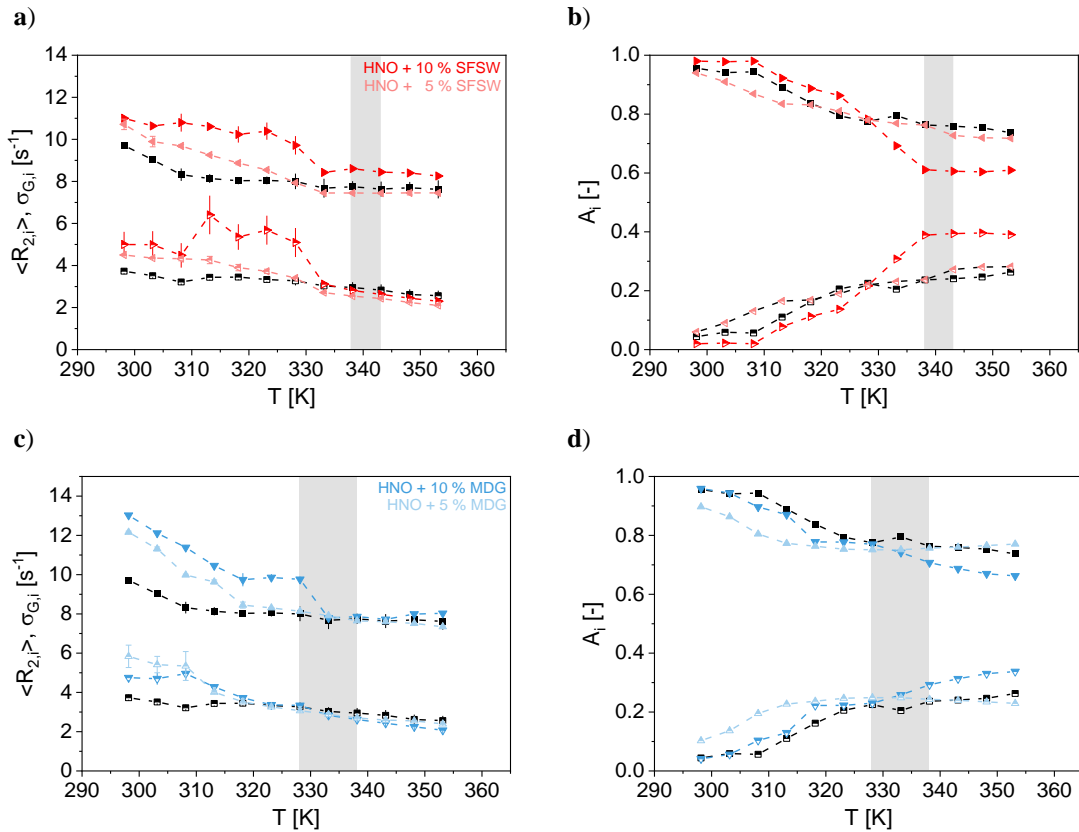 a)
14
12
10
8
6
4
2
0
290 300 310 320 330 340 350 360
T [K]
<R2,i>, σG,i [s-1]
HNO + 10 % SFSW
HNO + 5 % SFSW
b)
1.0
0.8
0.6
0.4
0.2
0.0
290 300 310 320 330 340 350 360
T [K]
Ai [-]
c)
14
12
10
8
6
4
2
0
290 300 310 320 330 340 350 360
T [K]
<R2,i>, σG,i [s-1]
HNO + 10 % MDG
HNO + 5 % MDG
d)
1.0
0.8
0.6
0.4
0.2
0.0
290 300 310 320 330 340 350 360
T [K]
Ai [-]